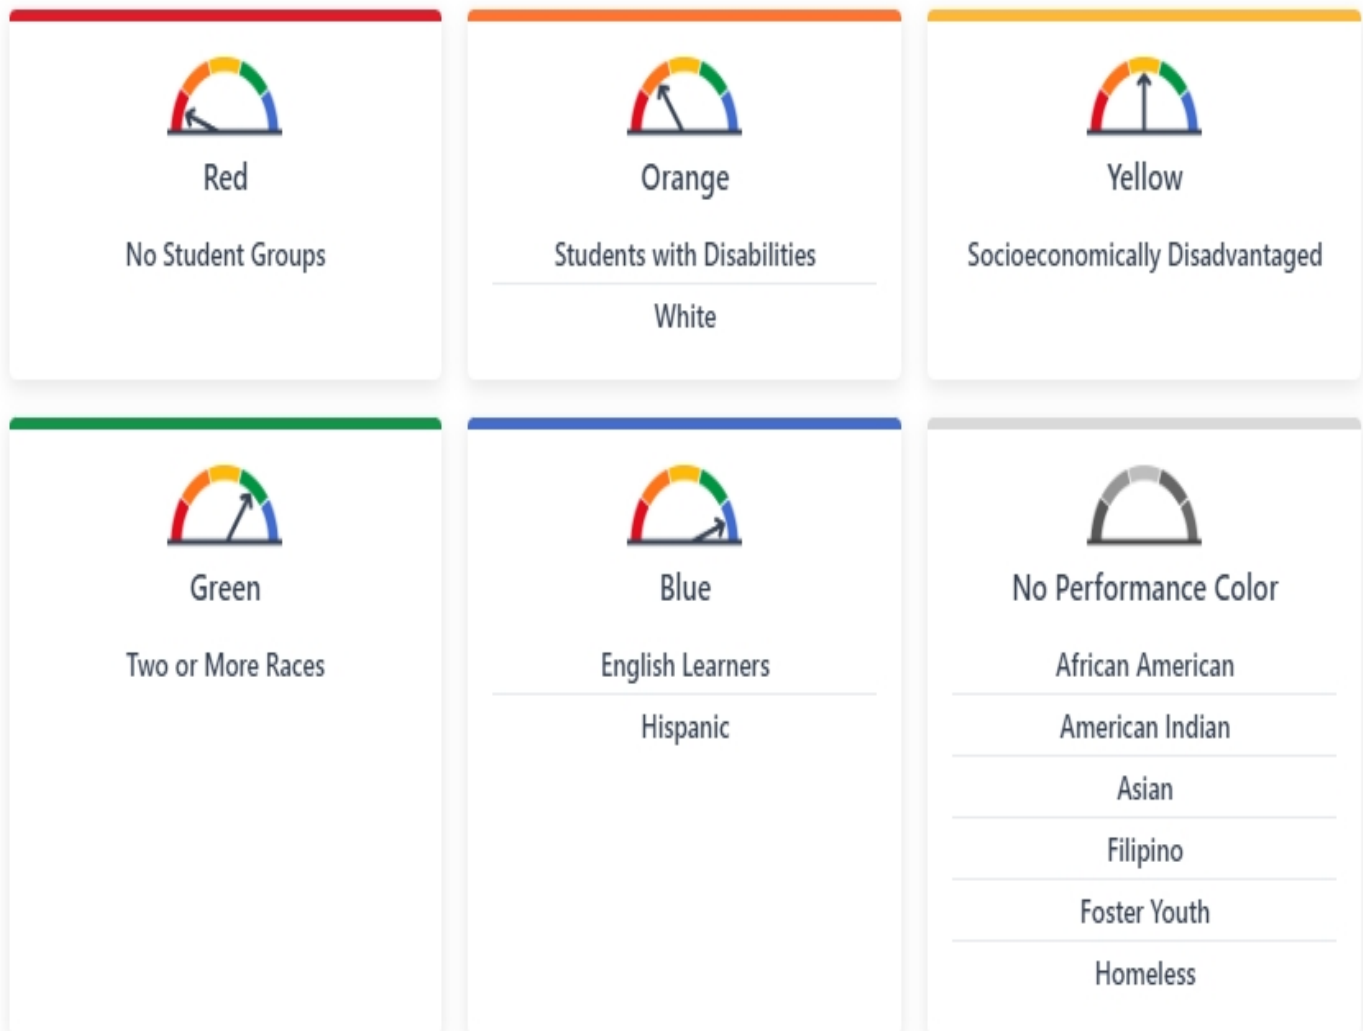 Red
No Student Groups
Orange
Students with Disabilities
White
Yellow
Socioeconomically Disadvantaged
Green
Two or More Races
Blue
English Learners
Hispanic
No Performance Color
African American
American Indian
Asian
Filipino
Foster Youth
Homeless